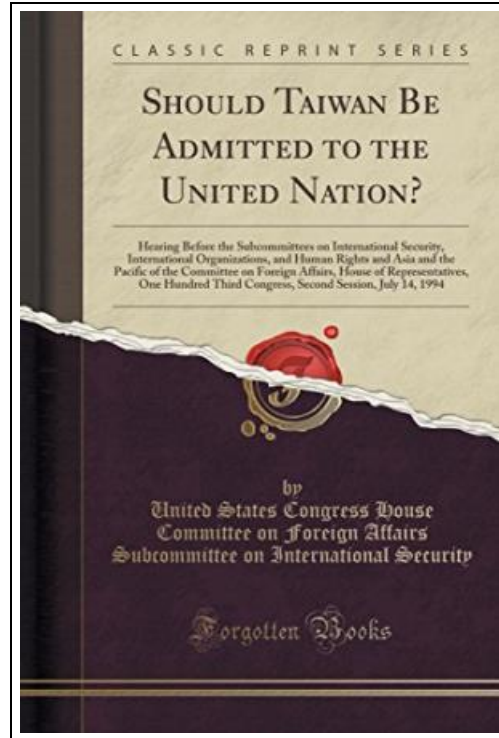 CLASSIC REPRINT SERIES
SHOULD TAIWAN BE
ADMITTED TO THE
UNITED NATION?
Hearing Before the Subcommittees on International Security,
International Organizations, and Human Rights and Asia and the
Pacific of the Committee on Foreign Affairs, House of Representatives,
One Hundred Third Congress, Second Session, July 14, 1994
by
United States Congress House
Committee on Foreign Affairs
Subcommittee on International Security
Forgotten Books